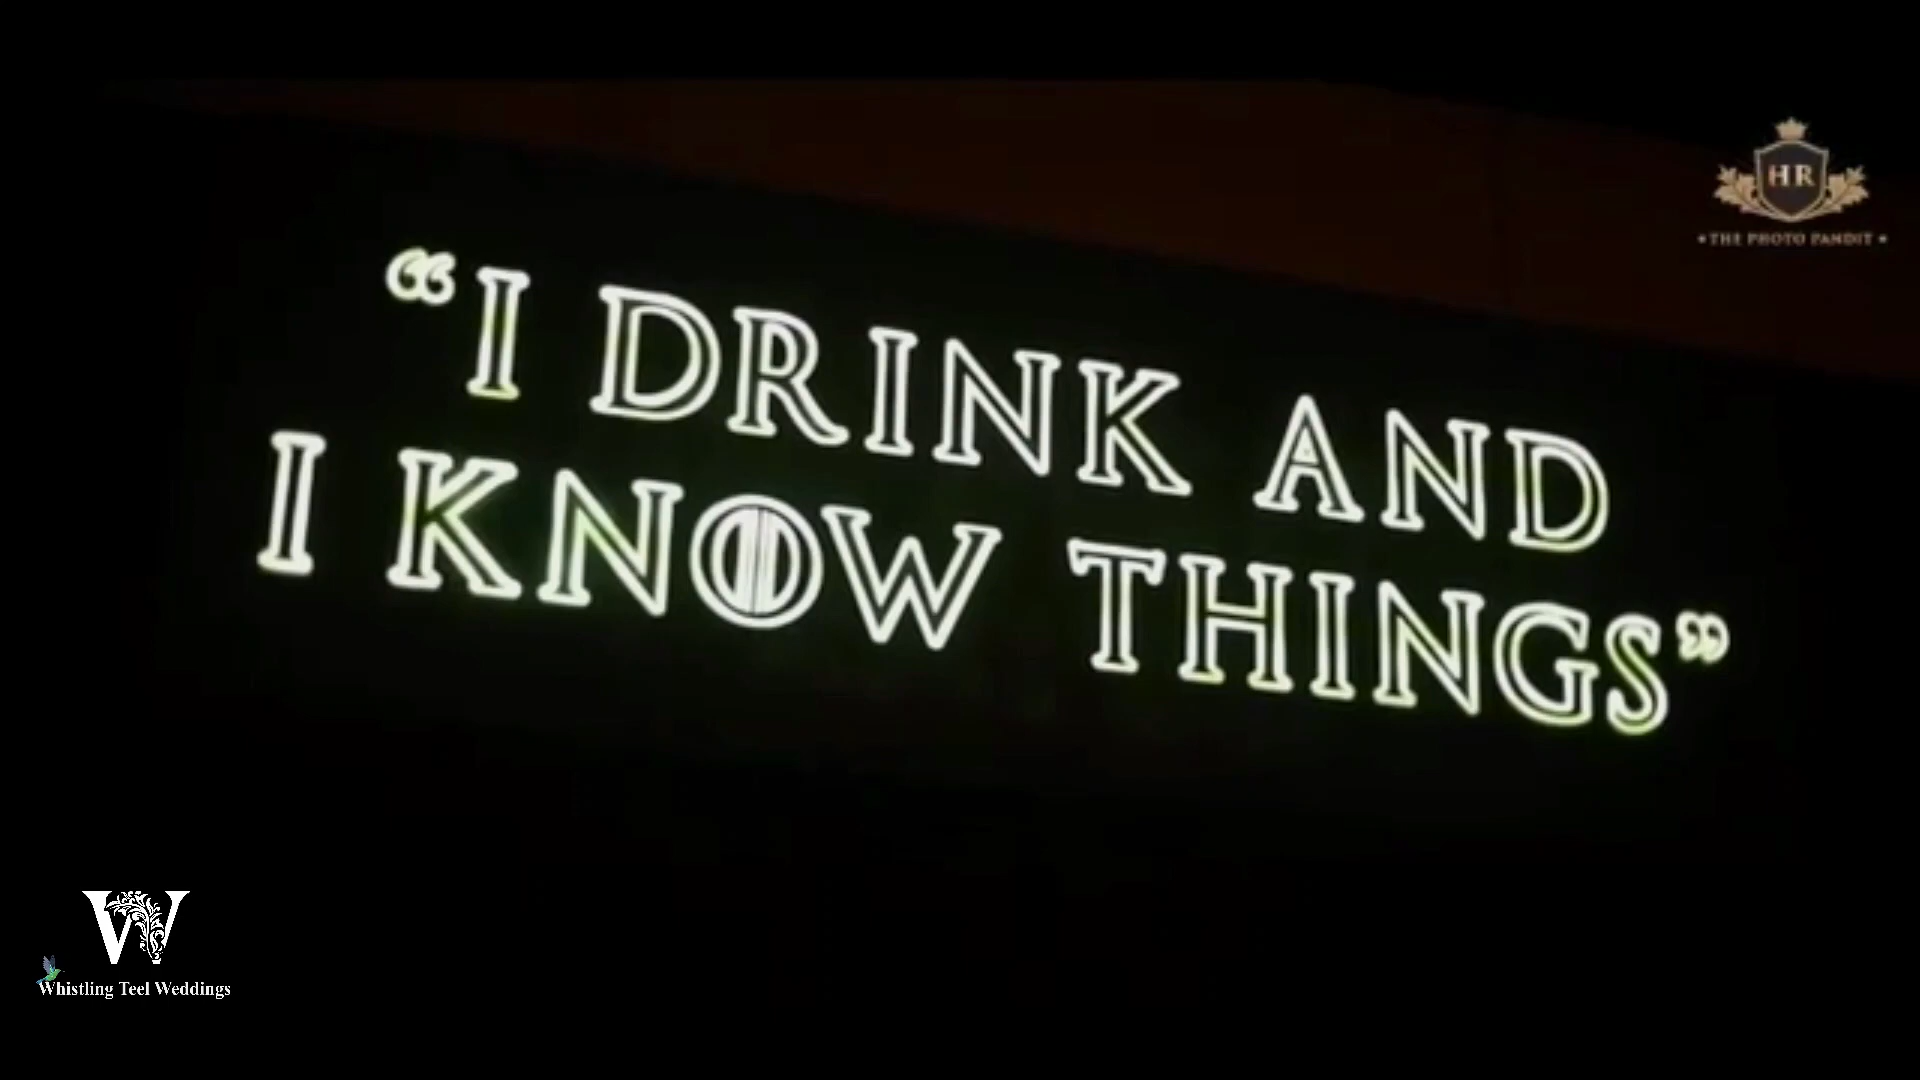 HR
• THE PHOTO PANDIT •
“I DRINK AND
I KNOW THINGS”
W
Whistling Teel Weddings